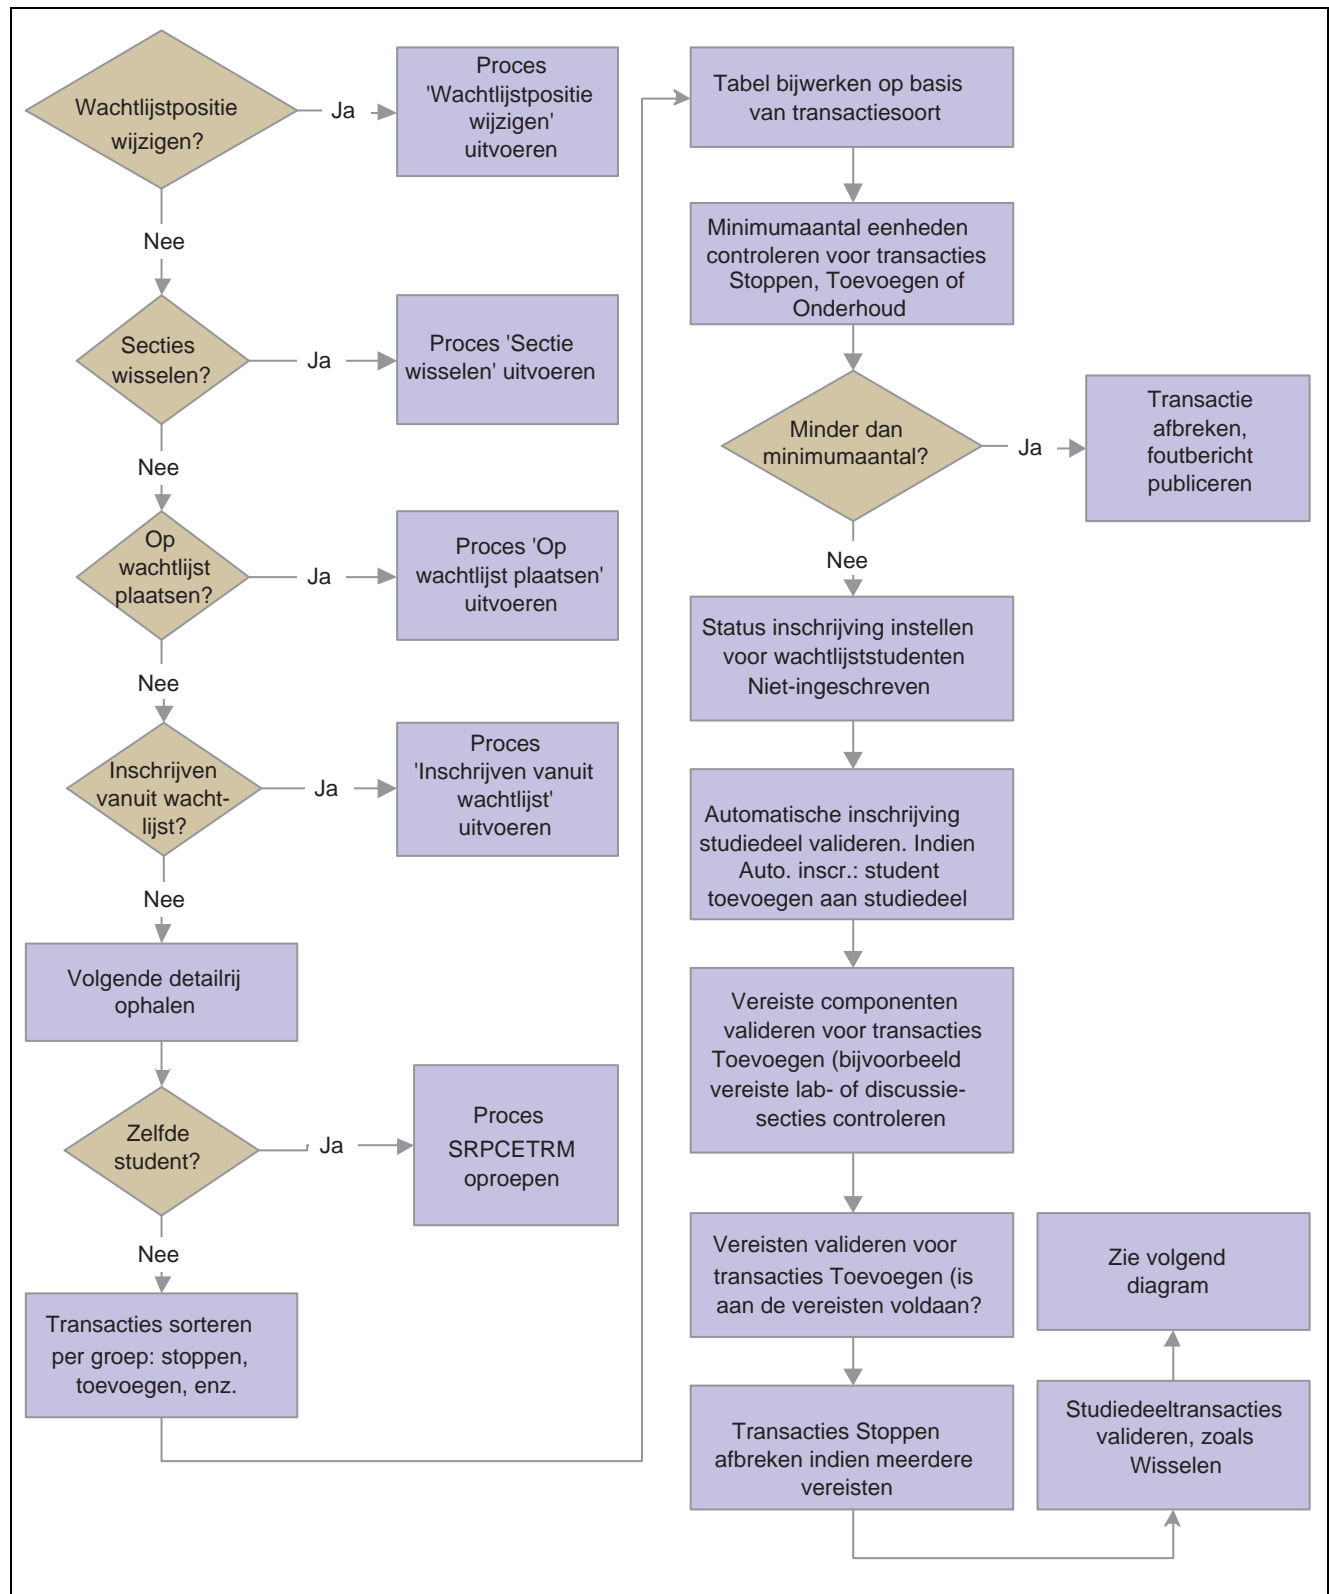 Wachtlijstpositie
wijzigen?
Ja
Proces
'Wachtlijstpositie
wijzigen'
uitvoeren
Nee
Secties
wisselen?
Ja
Proces 'Sectie
wisselen' uitvoeren
Nee
Op
wachtlijst
plaatsen?
Ja
Proces 'Op
wachtlijst plaatsen'
uitvoeren
Nee
Inschrijven
vanuit wacht-
lijst?
Ja
Proces
'Inschrijven vanuit
wachtlijst'
uitvoeren
Nee
Volgende detailrij
ophalen
Zelfde
student?
Ja
Proces
SRPCETRM
oproepen
Nee
Transacties sorteren
per groep: stoppen,
toevoegen, enz.
Tabel bijwerken op basis
van transactiesoort
Minimumaantal eenheden
controleren voor transacties
Stoppen, Toevoegen of
Onderhoud
Minder dan
minimumaantal?
Ja
Transactie
afbreken,
foutbericht
publiceren
Nee
Status inschrijving instellen
voor wachtlijststudenten
Niet-ingeschreven
Automatische inschrijving
studiedeel valideren. Indien
Auto. inscr.: student
toevoegen aan studiedeel
Vereiste componenten
valideren voor transacties
Toevoegen (bijvoorbeeld
vereiste lab- of discussie-
secties controleren
Vereisten valideren voor
transacties Toevoegen (is
aan de vereisten voldaan?
Transacties Stoppen
afbreken indien meerdere
vereisten
Studiedeeltransacties
valideren, zoals
Wisselen
Zie volgend
diagram